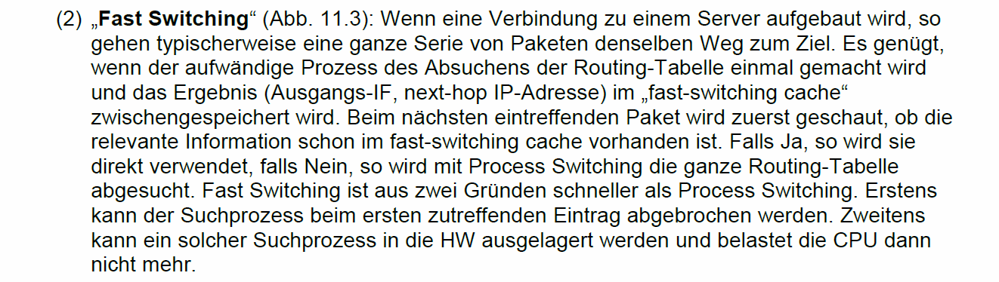 (2) „Fast Switching“ (Abb. 11.3): Wenn eine Verbindung zu einem Server aufgebaut wird, so
gehen typischerweise eine ganze Serie von Paketen denselben Weg zum Ziel. Es genügt,
wenn der aufwändige Prozess des Absuchens der Routing-Tabelle einmal gemacht wird
und das Ergebnis (Ausgangs-IF, next-hop IP-Adresse) im „fast-switching cache“
zwischengespeichert wird. Beim nächsten eintreffenden Paket wird zuerst geschaut, ob die
relevante Information schon im fast-switching cache vorhanden ist. Falls Ja, so wird sie
direkt verwendet, falls Nein, so wird mit Process Switching die ganze Routing-Tabelle
abgesucht. Fast Switching ist aus zwei Gründen schneller als Process Switching. Erstens
kann der Suchprozess beim ersten zutreffenden Eintrag abgebrochen werden. Zweitens
kann ein solcher Suchprozess in die HW ausgelagert werden und belastet die CPU dann
nicht mehr.